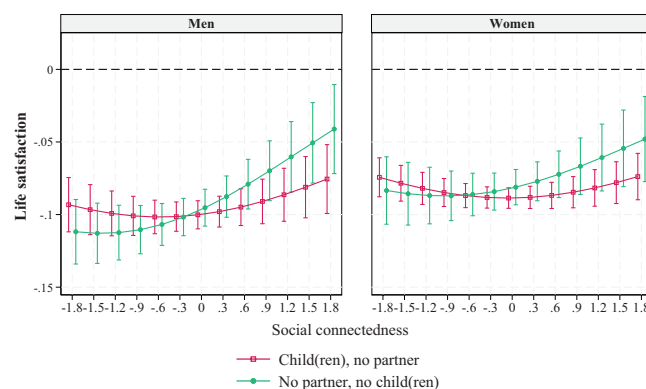 Men
Women
Life satisfaction
0
-.05
-.1
-.15
-1.8 -1.5 -1.2 -.9 -.6 -.3 0 .3 .6 .9 1.2 1.5 1.8
-1.8 -1.5 -1.2 -.9 -.6 -.3 0 .3 .6 .9 1.2 1.5 1.8
Social connectedness
Child(ren), no partner
No partner, no child(ren)